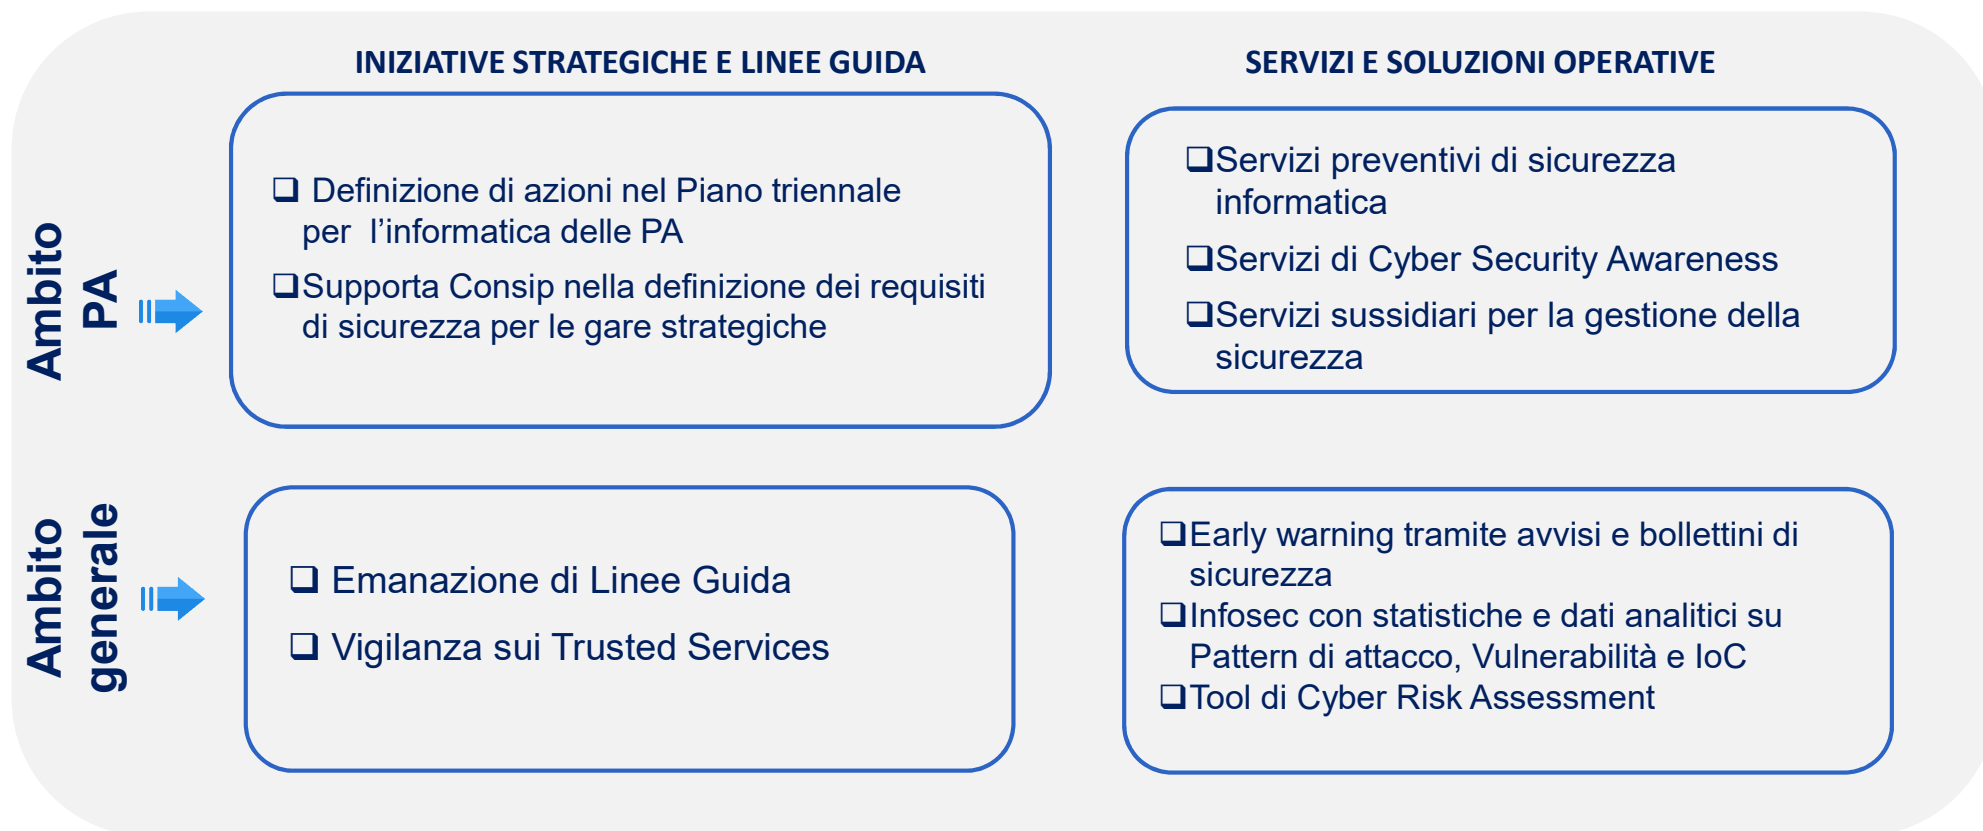 INIZIATIVE STRATEGICHE E LINEE GUIDA
SERVIZI E SOLUZIONI OPERATIVE
Ambito
PA
❑ Definizione di azioni nel Piano triennale
per l’informatica delle PA
❑Supporta Consip nella definizione dei requisiti
di sicurezza per le gare strategiche
❑Servizi preventivi di sicurezza
informatica
❑Servizi di Cyber Security Awareness
❑Servizi sussidiari per la gestione della
sicurezza
Ambito
generale
❑ Emanazione di Linee Guida
❑ Vigilanza sui Trusted Services
❑Early warning tramite avvisi e bollettini di
sicurezza
❑Infosec con statistiche e dati analitici su
Pattern di attacco, Vulnerabilità e IoC
❑Tool di Cyber Risk Assessment